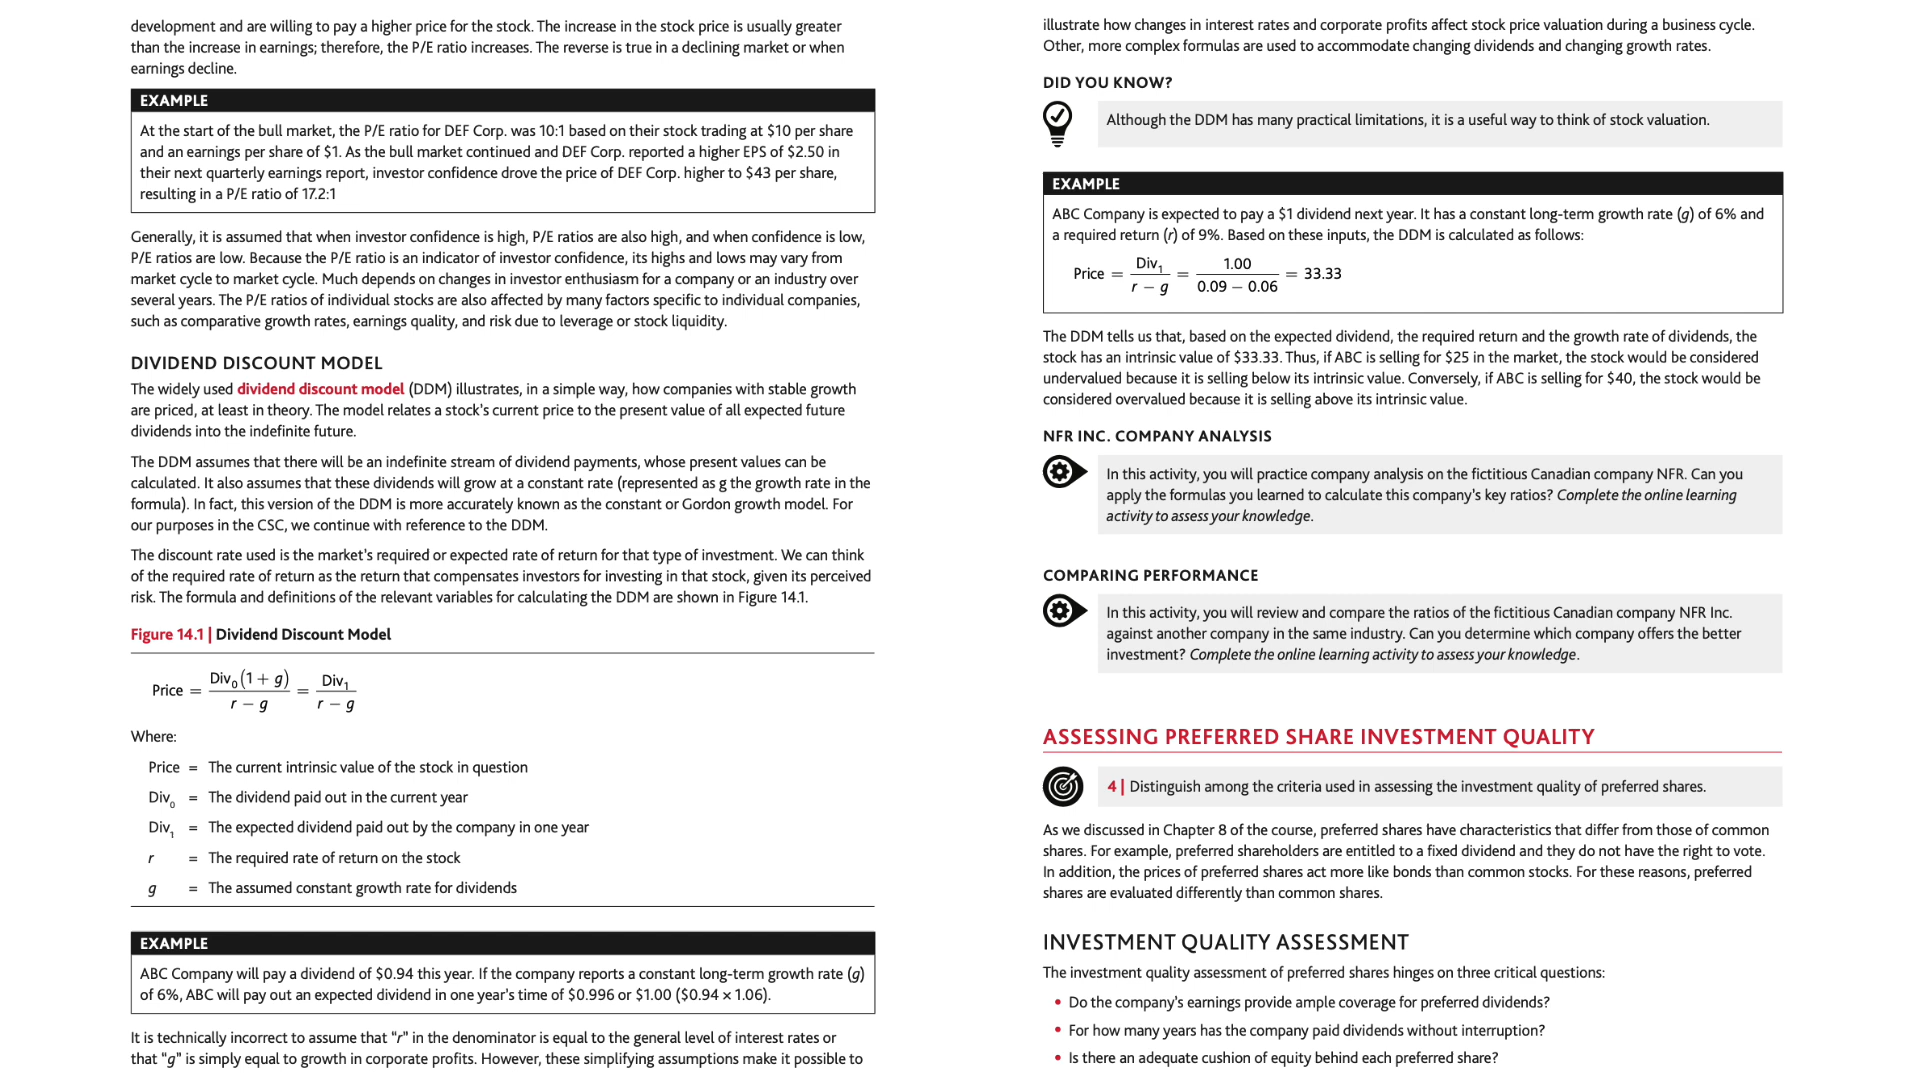 development and are willing to pay a higher price for the stock. The increase in the stock price is usually greater
than the increase in earnings; therefore, the P/E ratio increases. The reverse is true in a declining market or when
earnings decline.
EXAMPLE
At the start of the bull market, the P/E ratio for DEF Corp. was 10:1 based on their stock trading at $10 per share
and an earnings per share of $1. As the bull market continued and DEF Corp. reported a higher EPS of $2.50 in
their next quarterly earnings report, investor confidence drove the price of DEF Corp. higher to $43 per share,
resulting in a P/E ratio of 17.2:1
Generally, it is assumed that when investor confidence is high, P/E ratios are also high, and when confidence is low,
P/E ratios are low. Because the P/E ratio is an indicator of investor confidence, its highs and lows may vary from
market cycle to market cycle. Much depends on changes in investor enthusiasm for a company or an industry over
several years. The P/E ratios of individual stocks are also affected by many factors specific to individual companies,
such as comparative growth rates, earnings quality, and risk due to leverage or stock liquidity.
DIVIDEND DISCOUNT MODEL
The widely used dividend discount model (DDM) illustrates, in a simple way, how companies with stable growth
are priced, at least in theory. The model relates a stock's current price to the present value of all expected future
dividends into the indefinite future.
The DDM assumes that there will be an indefinite stream of dividend payments, whose present values can be
calculated. It also assumes that these dividends will grow at a constant rate (represented as g the growth rate in the
formula). In fact, this version of the DDM is more accurately known as the constant or Gordon growth model. For
our purposes in the CSC, we continue with reference to the DDM.
The discount rate used is the market's required or expected rate of return for that type of investment. We can think
of the required rate of return as the return that compensates investors for investing in that stock, given its perceived
risk. The formula and definitions of the relevant variables for calculating the DDM are shown in Figure 14.1.
Figure 14.1 | Dividend Discount Model
Price = Div₀(1 + g) / r − g = Div₁ / r − g
Where:
Price = The current intrinsic value of the stock in question
Div₀ = The dividend paid out in the current year
Div₁ = The expected dividend paid out by the company in one year
r = The required rate of return on the stock
g = The assumed constant growth rate for dividends
EXAMPLE
ABC Company will pay a dividend of $0.94 this year. If the company reports a constant long-term growth rate (g)
of 6%, ABC will pay out an expected dividend in one year's time of $0.996 or $1.00 ($0.94 × 1.06).
It is technically incorrect to assume that “r” in the denominator is equal to the general level of interest rates or
that “g” is simply equal to growth in corporate profits. However, these simplifying assumptions make it possible to
illustrate how changes in interest rates and corporate profits affect stock price valuation during a business cycle.
Other, more complex formulas are used to accommodate changing dividends and changing growth rates.
DID YOU KNOW?
Although the DDM has many practical limitations, it is a useful way to think of stock valuation.
EXAMPLE
ABC Company is expected to pay a $1 dividend next year. It has a constant long-term growth rate (g) of 6% and
a required return (r) of 9%. Based on these inputs, the DDM is calculated as follows:
Price = Div₁ / r − g = 1.00 / 0.09 − 0.06 = 33.33
The DDM tells us that, based on the expected dividend, the required return and the growth rate of dividends, the
stock has an intrinsic value of $33.33. Thus, if ABC is selling for $25 in the market, the stock would be considered
undervalued because it is selling below its intrinsic value. Conversely, if ABC is selling for $40, the stock would be
considered overvalued because it is selling above its intrinsic value.
NFR INC. COMPANY ANALYSIS
In this activity, you will practice company analysis on the fictitious Canadian company NFR. Can you
apply the formulas you learned to calculate this company's key ratios? Complete the online learning
activity to assess your knowledge.
COMPARING PERFORMANCE
In this activity, you will review and compare the ratios of the fictitious Canadian company NFR Inc.
against another company in the same industry. Can you determine which company offers the better
investment? Complete the online learning activity to assess your knowledge.
ASSESSING PREFERRED SHARE INVESTMENT QUALITY
4 | Distinguish among the criteria used in assessing the investment quality of preferred shares.
As we discussed in Chapter 8 of the course, preferred shares have characteristics that differ from those of common
shares. For example, preferred shareholders are entitled to a fixed dividend and they do not have the right to vote.
In addition, the prices of preferred shares act more like bonds than common stocks. For these reasons, preferred
shares are evaluated differently than common shares.
INVESTMENT QUALITY ASSESSMENT
The investment quality assessment of preferred shares hinges on three critical questions:
• Do the company's earnings provide ample coverage for preferred dividends?
• For how many years has the company paid dividends without interruption?
• Is there an adequate cushion of equity behind each preferred share?